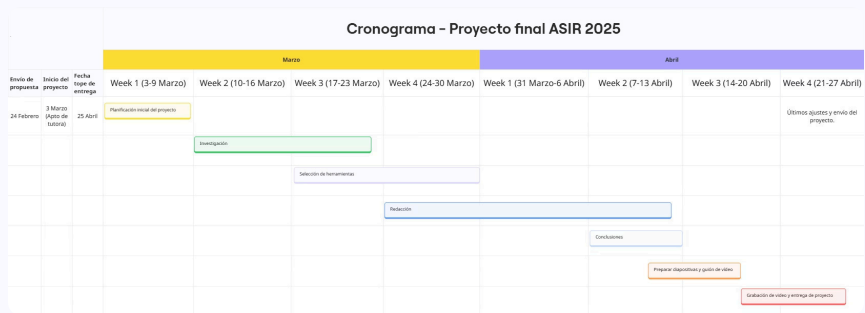 Cronograma - Proyecto final ASIR 2025
Marzo
Abril
Envío de propuesta
Inicio del proyecto
Fecha tope de entrega
Week 1 (3-9 Marzo)
Week 2 (10-16 Marzo)
Week 3 (17-23 Marzo)
Week 4 (24-30 Marzo)
Week 1 (31 Marzo-6 Abril)
Week 2 (7-13 Abril)
Week 3 (14-20 Abril)
Week 4 (21-27 Abril)
24 Febrero
3 Marzo (Apto de tutora)
25 Abril
Planificación inicial del proyecto
Últimos ajustes y envío del proyecto.
Investigación
Selección de herramientas
Redacción
Conclusiones
Preparar diapositivas y guión de vídeo
Grabación de vídeo y entrega de proyecto